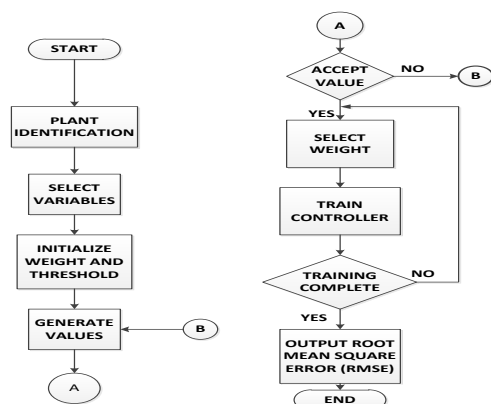 START
PLANT
IDENTIFICATION
SELECT
VARIABLES
INITIALIZE
WEIGHT AND
THRESHOLD
GENERATE
VALUES
B
A
A
ACCEPT
VALUE
NO
B
YES
SELECT
WEIGHT
TRAIN
CONTROLLER
TRAINING
COMPLETE
NO
YES
OUTPUT ROOT
MEAN SQUARE
ERROR (RMSE)
END